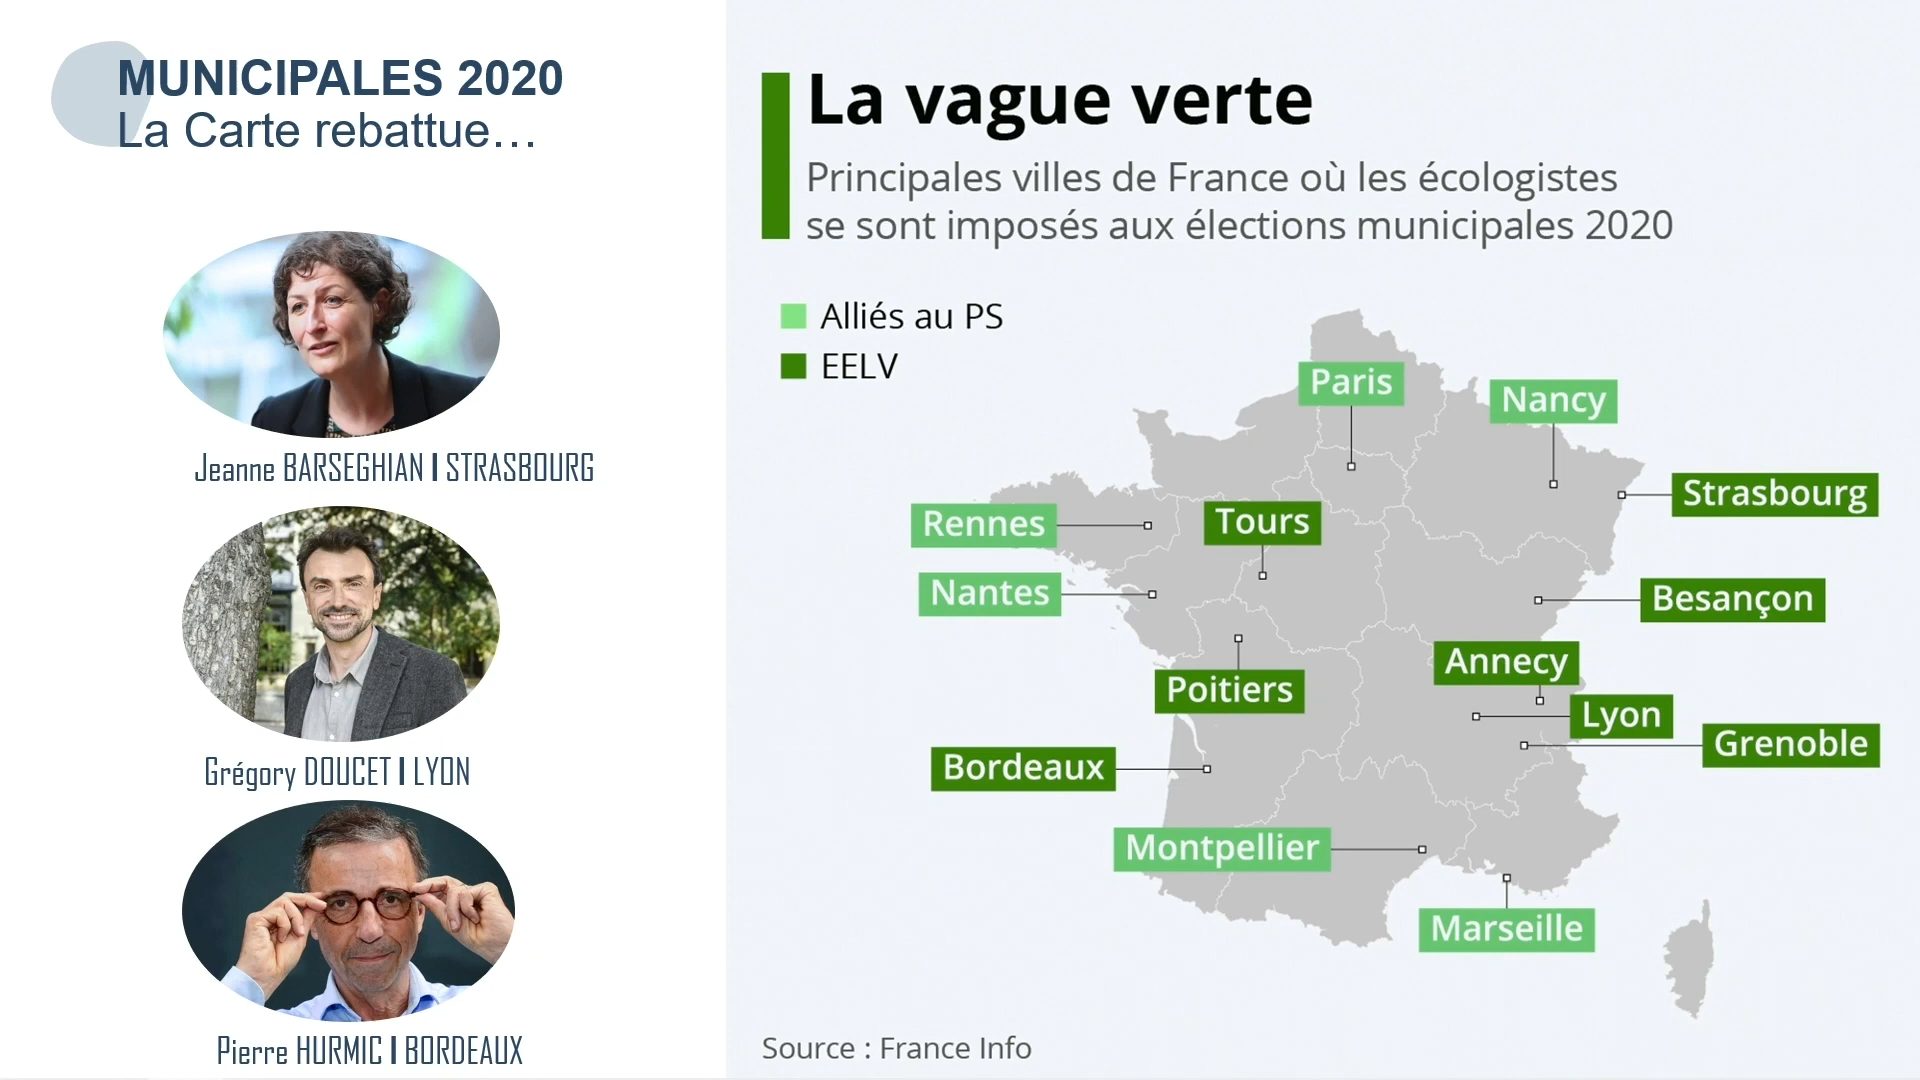 MUNICIPALES 2020
La Carte rebattue…
Jeanne BARSEGHIAN I STRASBOURG
Grégory DOUCET I LYON
Pierre HURMIC I BORDEAUX
La vague verte
Principales villes de France où les écologistes
se sont imposés aux élections municipales 2020
Alliés au PS
EELV
Paris
Nancy
Strasbourg
Rennes
Tours
Nantes
Besançon
Annecy
Poitiers
Lyon
Grenoble
Bordeaux
Montpellier
Marseille
Source : France Info